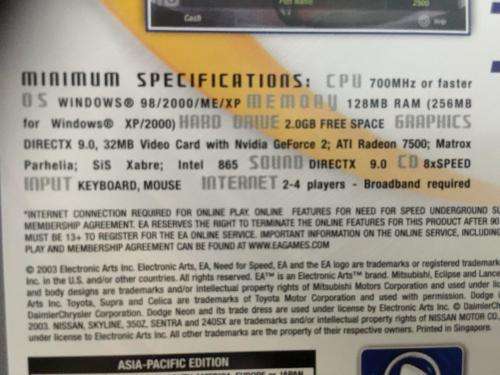 Cash
2500
MINIMUM SPECIFICATIONS: CPU 700MHz or faster
OS WINDOWS® 98/2000/ME/XP MEMORY 128MB RAM (256MB
for Windows® XP/2000) HARD DRIVE 2.0GB FREE SPACE GRAPHICS
DIRECTX 9.0, 32MB Video Card with Nvidia GeForce 2; ATI Radeon 7500; Matrox
Parhelia; SiS Xabre; Intel 865 SOUND DIRECTX 9.0 CD 8xSPEED
INPUT KEYBOARD, MOUSE INTERNET 2-4 players - Broadband required
*INTERNET CONNECTION REQUIRED FOR ONLINE PLAY. ONLINE FEATURES FOR NEED FOR SPEED UNDERGROUND SU
MEMBERSHIP AGREEMENT. EA RESERVES THE RIGHT TO TERMINATE THE ONLINE FEATURES FOR THIS PRODUCT AFTER 90
MUST BE 13+ TO REGISTER FOR THE EA ONLINE SERVICE. IMPORTANT INFORMATION ON THE ONLINE SERVICE, INCLUDING
PLAY AND MEMBERSHIP AGREEMENT CAN BE FOUND AT WWW.EAGAMES.COM
© 2003 Electronic Arts Inc. Electronic Arts, EA, Need for Speed, EA and the EA logo are trademarks or registered trademark
Inc. in the U.S. and/or other countries. All rights reserved. EA™ is an Electronic Arts™ brand. Mitsubishi, Eclipse and Lance
and body designs are trademarks and/or intellectual property rights of Mitsubishi Motors Corporation and used under lic
Arts Inc. Toyota, Supra and Celica are trademarks of Toyota Motor Corporation and used with permission. Dodge
DaimlerChrysler Corporation. Dodge Neon and its trade dress are used under license by Electronic Arts Inc. © DaimlerCh
2003. NISSAN, SKYLINE, 350Z, SENTRA and 240SX are trademarks and/or intellectual property rights of NISSAN MOTOR CO.
under license to Electronic Arts Inc. All other trademarks are the property of their respective owners. Printed in Singapore.
ASIA-PACIFIC EDITION